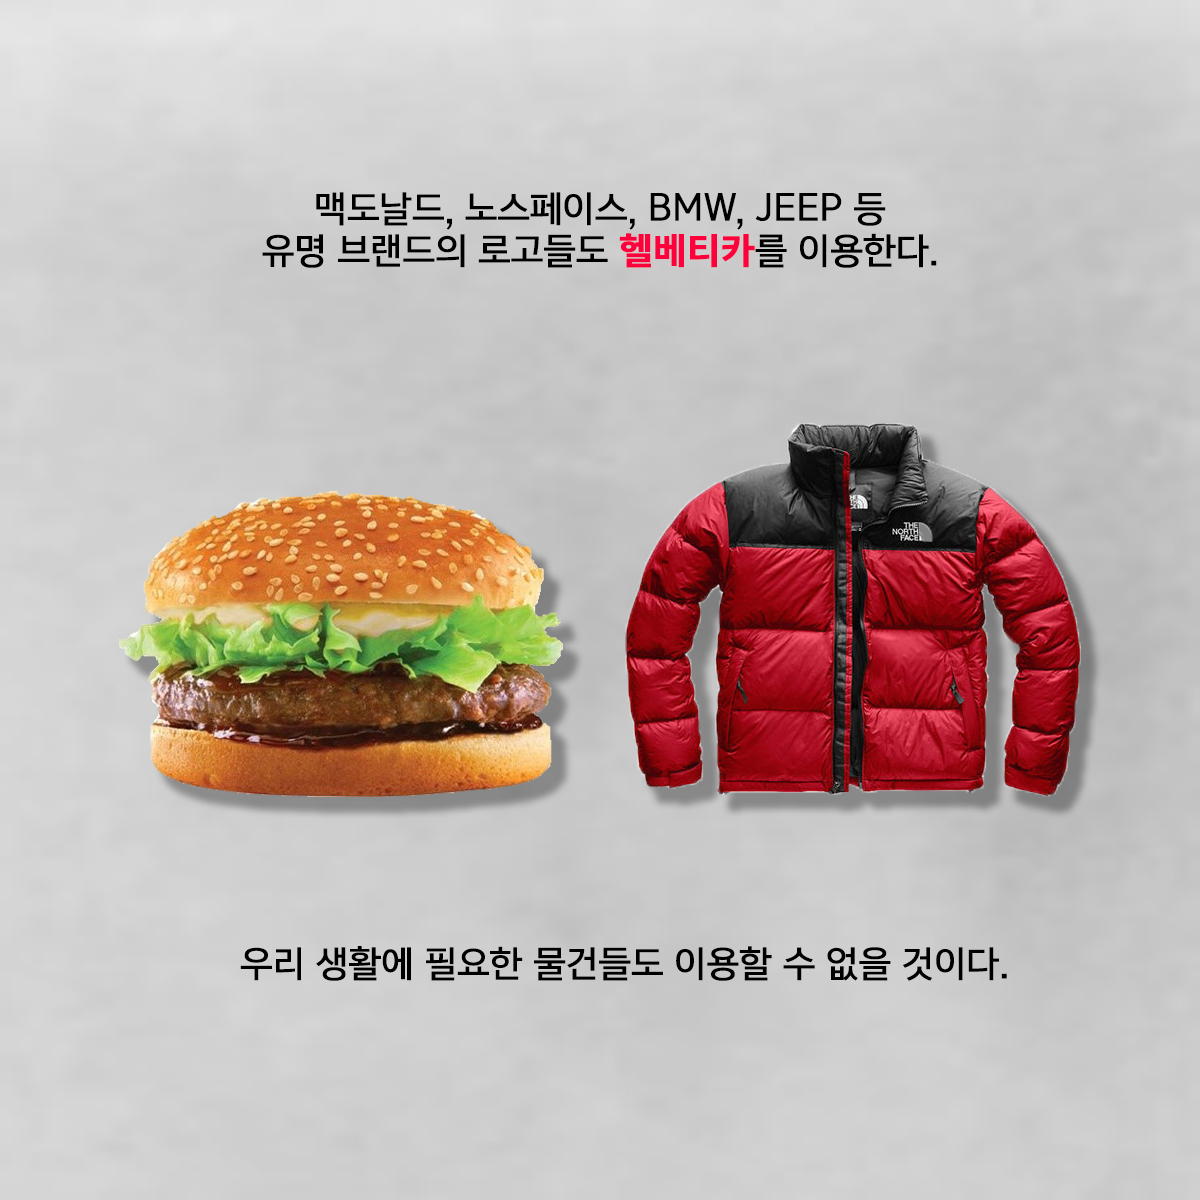 맥도날드, 노스페이스, BMW, JEEP 등
유명 브랜드의 로고들도 헬베티카를 이용한다.
THE
NORTH
FACE
우리 생활에 필요한 물건들도 이용할 수 없을 것이다.